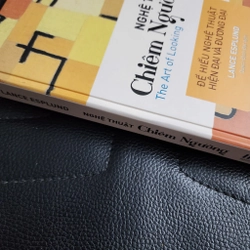 NGHỆ
Chiêm Ngưỡ
The Art of Looking
ĐỂ HIỂU NGHỆ THUẬT
HIỆN ĐẠI VÀ ĐƯƠNG ĐẠI
LANCE ESPLUND
LANCE ESPLUND
NGHỆ THUẬT Chiêm Ngưỡng